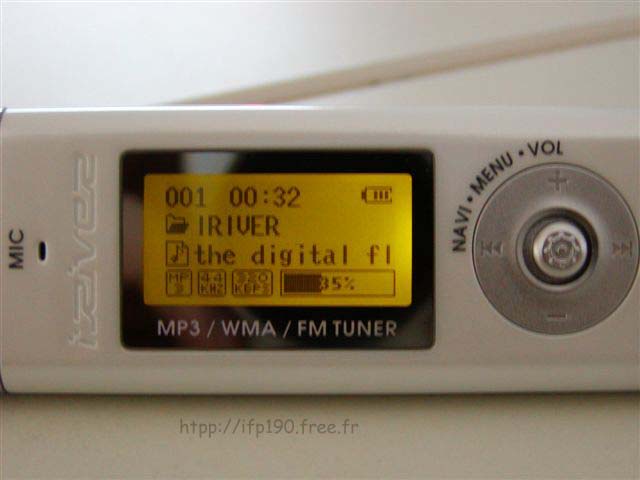 MIC
iriver
001 00:32
IRIVER
the digital fl
MP3 44KHZ 320KBPS 35%
MP3 / WMA / FM TUNER
NAVI • MENU • VOL
htpp://ifp190.free.fr